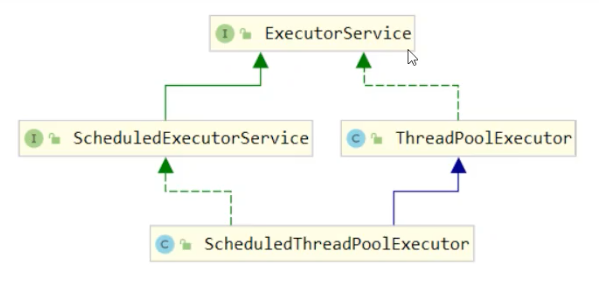 I ExecutorService
I ScheduledExecutorService
C ThreadPoolExecutor
C ScheduledThreadPoolExecutor